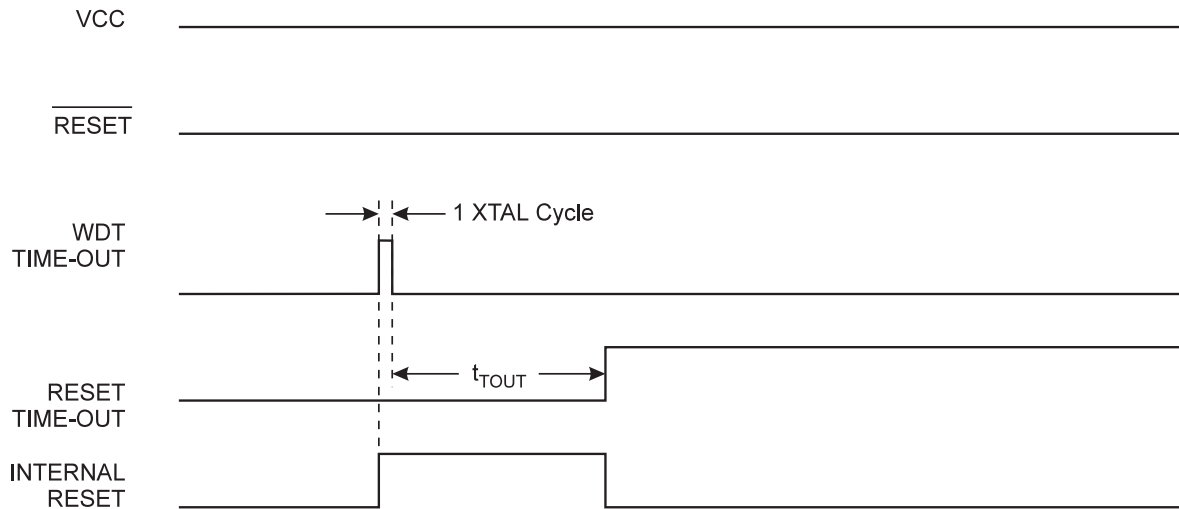 VCC
RESET
1 XTAL Cycle
WDT
TIME-OUT
tTOUT
RESET
TIME-OUT
INTERNAL
RESET